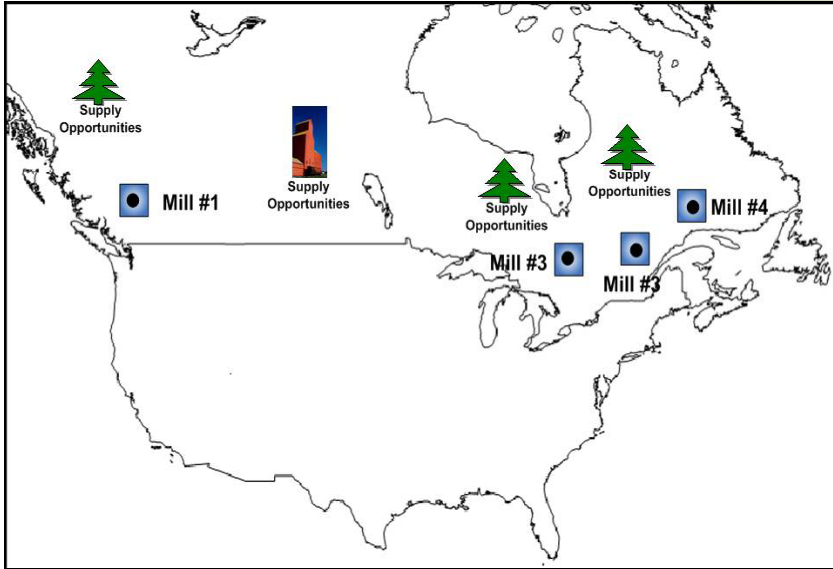 Supply
Opportunities
Supply
Opportunities
Mill #1
Supply
Opportunities
Supply
Opportunities
Mill #4
Mill #3
Mill #3